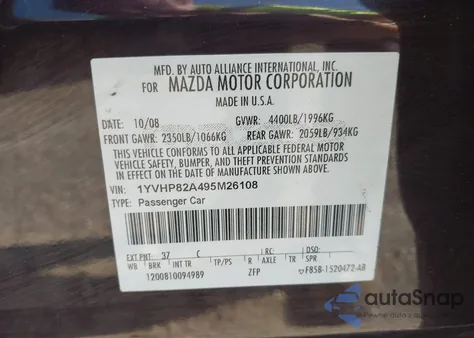 MFD. BY AUTO ALLIANCE INTERNATIONAL, INC.
FOR MAZDA MOTOR CORPORATION
MADE IN U.S.A.
DATE: 10/08 GVWR: 4400LB/1996KG
FRONT GAWR: 2350LB/1066KG REAR GAWR: 2059LB/934KG
THIS VEHICLE CONFORMS TO ALL APPLICABLE FEDERAL MOTOR
VEHICLE SAFETY, BUMPER, AND THEFT PREVENTION STANDARDS
IN EFFECT ON THE DATE OF MANUFACTURE SHOWN ABOVE.
VIN: 1YVHP82A495M26108
TYPE: Passenger Car
EXT PNT: 37 C RC: DSO:
WB BRK INT TR TP/PS R AXLE TR SPR
1200810094989 ZFP F85B-1520472-AB
autoSnap